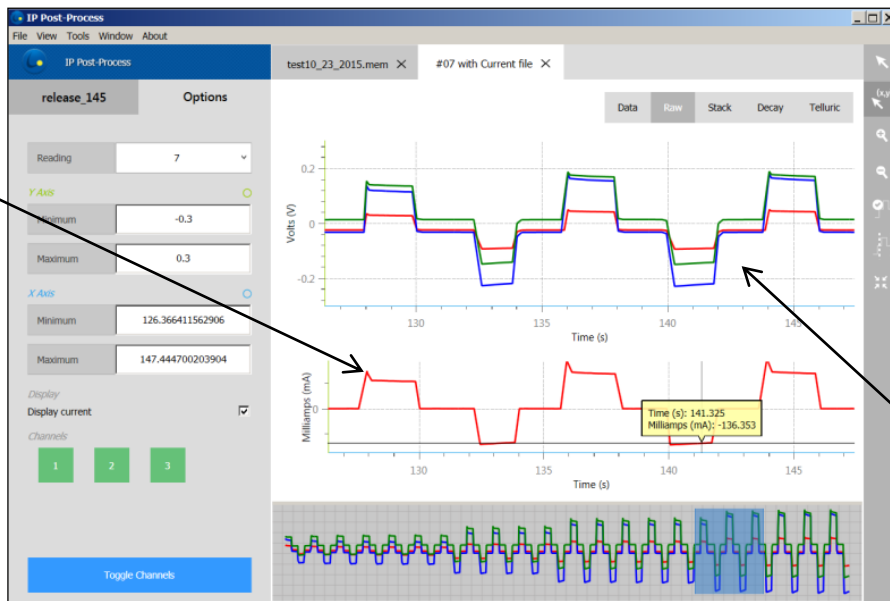 IP Post-Process
File View Tools Window About
IP Post-Process
test10_23_2015.mem ✕
#07 with Current file ✕
release_145
Options
Data
Raw
Stack
Decay
Telluric
(x,y)
Reading
7
Y Axis
Minimum
-0.3
Maximum
0.3
X Axis
Minimum
126.366411562906
Maximum
147.444700203904
Display
Display current
Channels
1
2
3
Toggle Channels
Volts (V)
0.2
0
-0.2
130
135
140
145
Time (s)
Milliamps (mA)
0
Time (s): 141.325
Milliamps (mA): -136.353
130
135
140
145
Time (s)